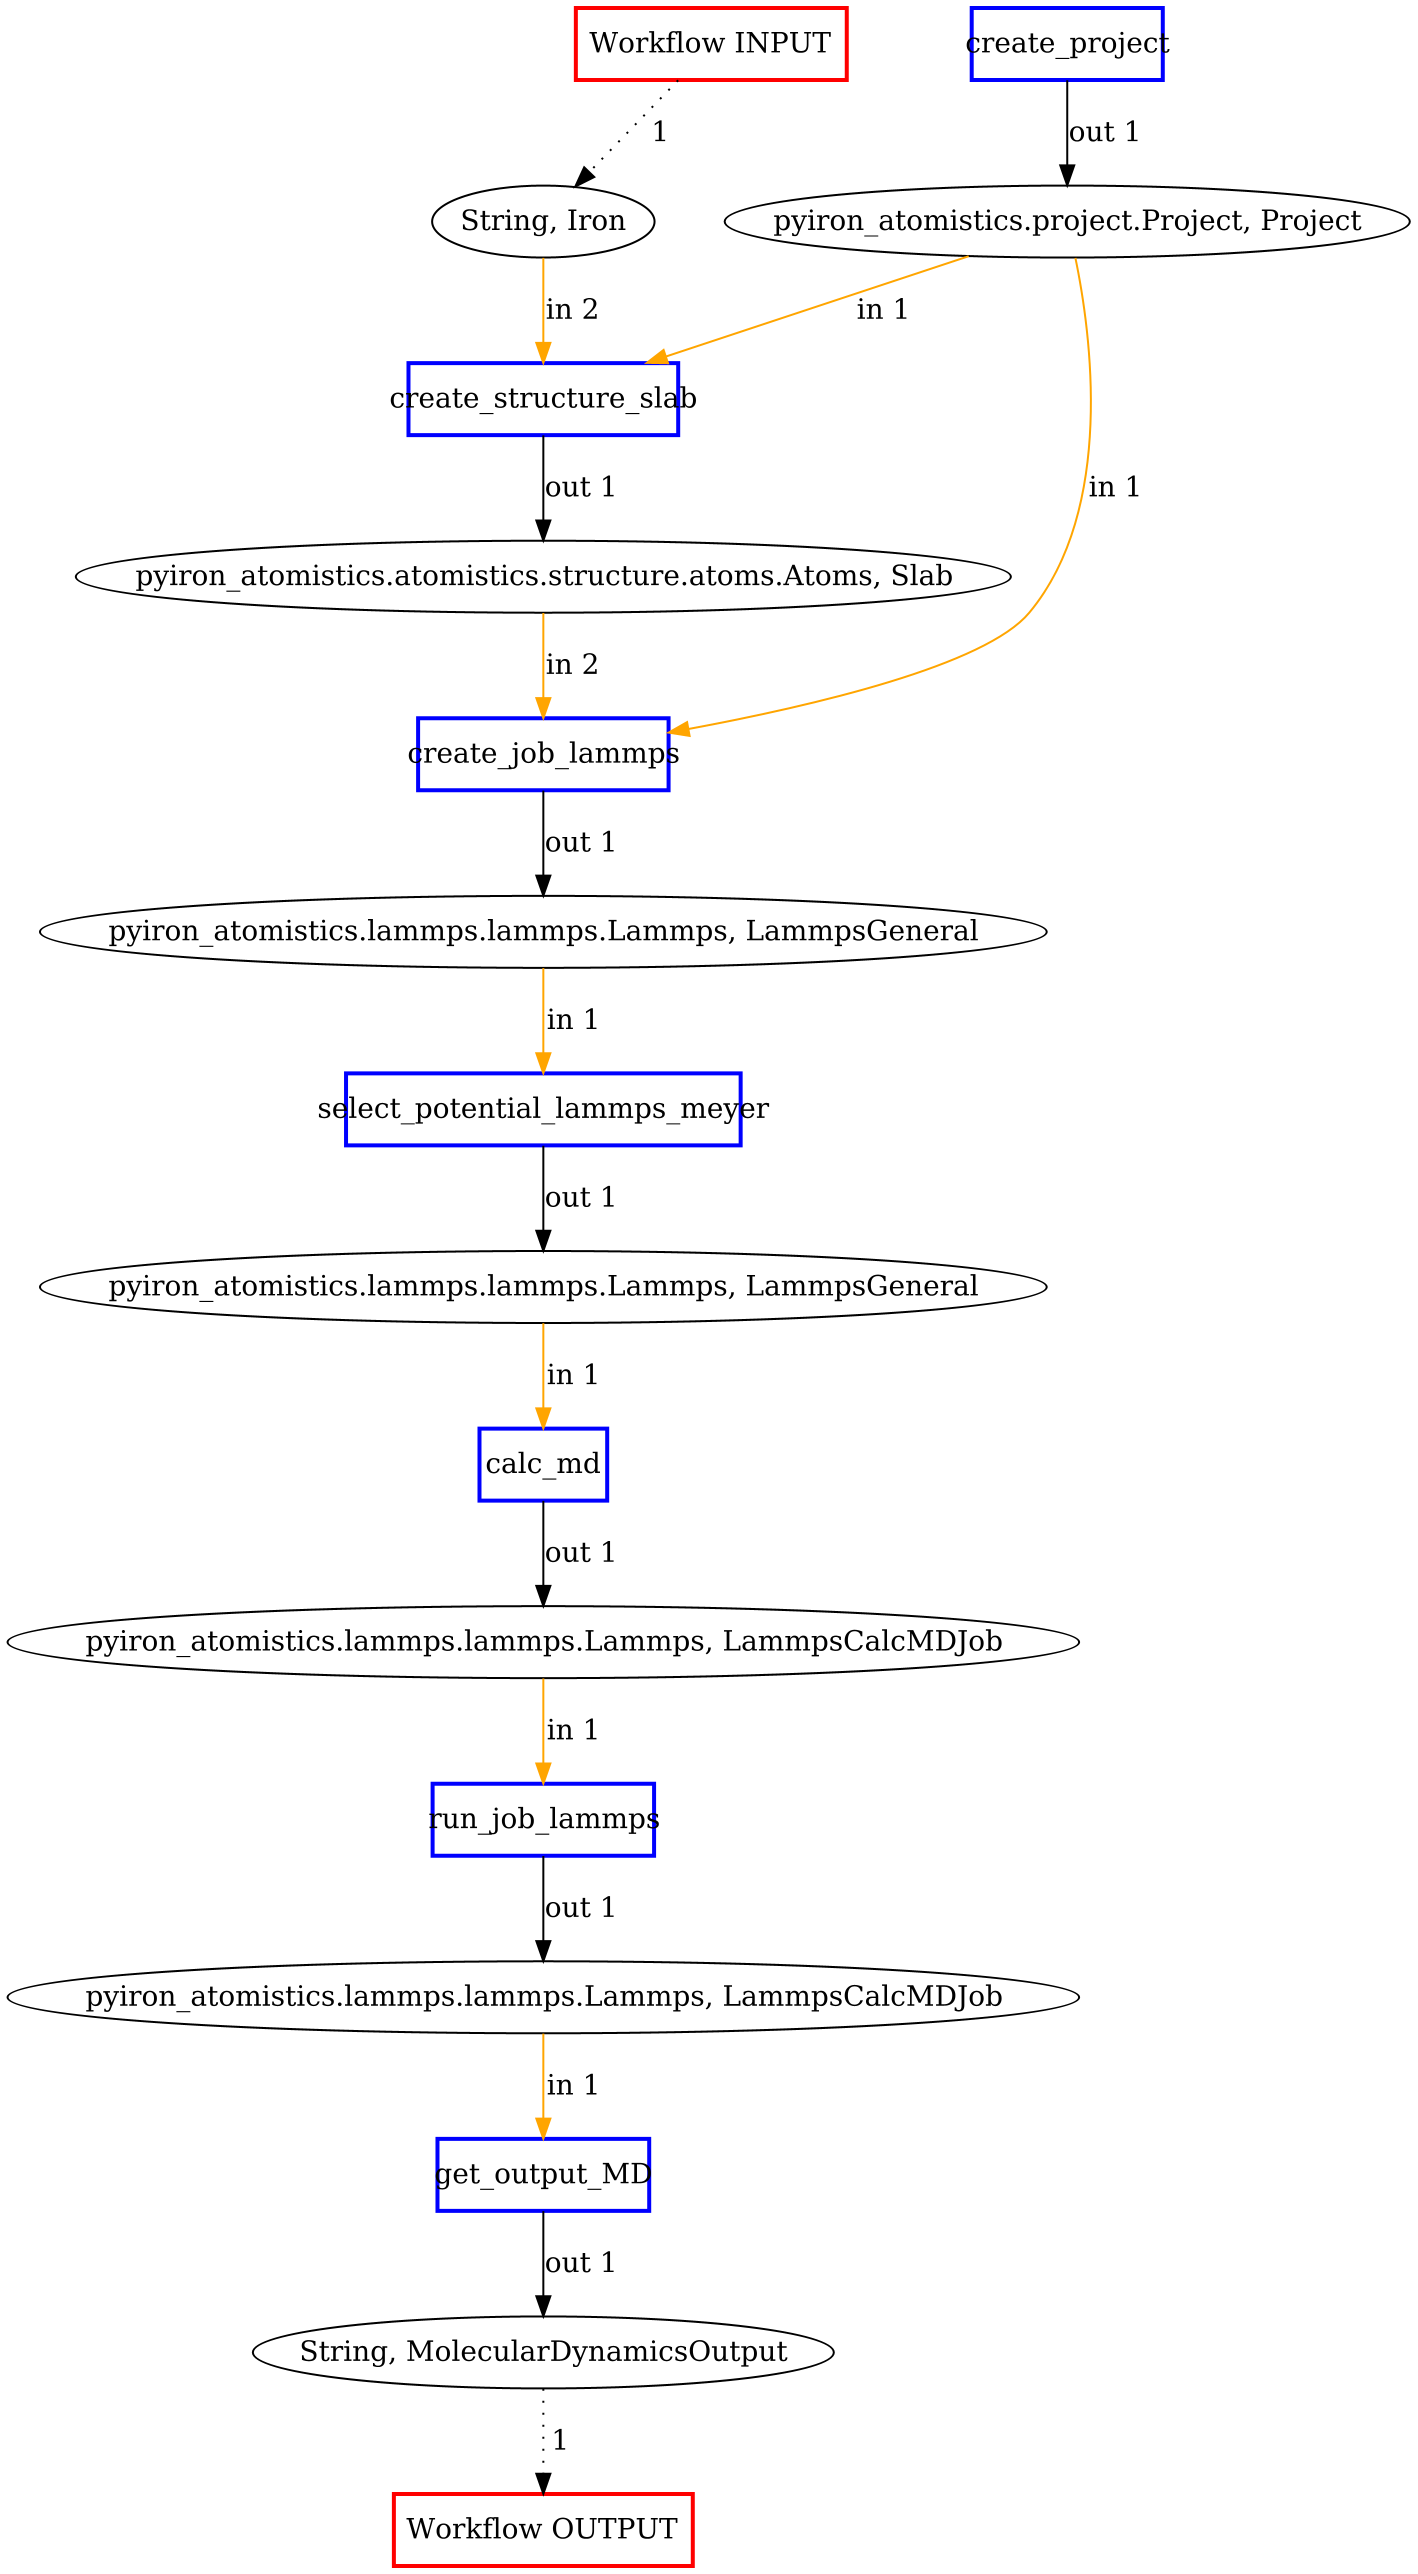 Workflow INPUT
create_project
1
out 1
String, Iron
pyiron_atomistics.project.Project, Project
in 2
in 1
create_structure_slab
out 1
in 1
pyiron_atomistics.atomistics.structure.atoms.Atoms, Slab
in 2
create_job_lammps
out 1
pyiron_atomistics.lammps.lammps.Lammps, LammpsGeneral
in 1
select_potential_lammps_meyer
out 1
pyiron_atomistics.lammps.lammps.Lammps, LammpsGeneral
in 1
calc_md
out 1
pyiron_atomistics.lammps.lammps.Lammps, LammpsCalcMDJob
in 1
run_job_lammps
out 1
pyiron_atomistics.lammps.lammps.Lammps, LammpsCalcMDJob
in 1
get_output_MD
out 1
String, MolecularDynamicsOutput
1
Workflow OUTPUT